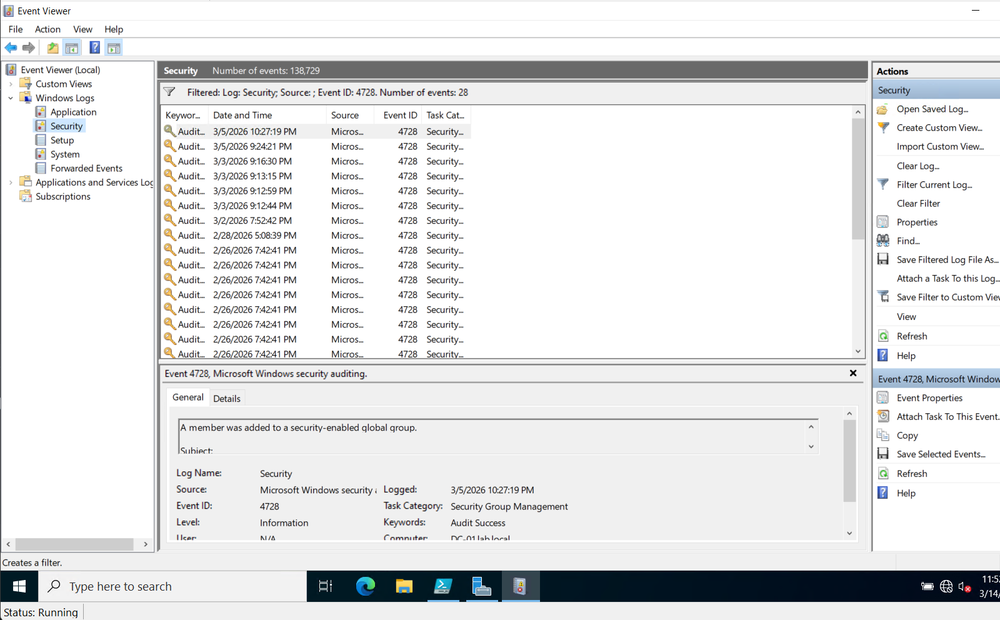 Event Viewer
File Action View Help
Event Viewer (Local)
Custom Views
Windows Logs
Application
Security
Setup
System
Forwarded Events
Applications and Services Log
Subscriptions
Security Number of events: 138,729
Filtered: Log: Security; Source: ; Event ID: 4728. Number of events: 28
Keywor... Date and Time Source Event ID Task Cat...
Audit... 3/5/2026 10:27:19 PM Micros... 4728 Security...
Audit... 3/5/2026 9:24:21 PM Micros... 4728 Security...
Audit... 3/3/2026 9:16:30 PM Micros... 4728 Security...
Audit... 3/3/2026 9:13:15 PM Micros... 4728 Security...
Audit... 3/3/2026 9:12:59 PM Micros... 4728 Security...
Audit... 3/3/2026 9:12:44 PM Micros... 4728 Security...
Audit... 3/2/2026 7:52:42 PM Micros... 4728 Security...
Audit... 2/28/2026 5:08:39 PM Micros... 4728 Security...
Audit... 2/26/2026 7:42:41 PM Micros... 4728 Security...
Audit... 2/26/2026 7:42:41 PM Micros... 4728 Security...
Audit... 2/26/2026 7:42:41 PM Micros... 4728 Security...
Audit... 2/26/2026 7:42:41 PM Micros... 4728 Security...
Audit... 2/26/2026 7:42:41 PM Micros... 4728 Security...
Audit... 2/26/2026 7:42:41 PM Micros... 4728 Security...
Audit... 2/26/2026 7:42:41 PM Micros... 4728 Security...
Audit... 2/26/2026 7:42:41 PM Micros... 4728 Security...
Event 4728, Microsoft Windows security auditing.
General Details
A member was added to a security-enabled global group.
Subject:
Log Name: Security
Source: Microsoft Windows security a Logged: 3/5/2026 10:27:19 PM
Event ID: 4728 Task Category: Security Group Management
Level: Information Keywords: Audit Success
User: N/A Computer: DC-01.lab.local
Actions
Security
Open Saved Log...
Create Custom View...
Import Custom View...
Clear Log...
Filter Current Log...
Clear Filter
Properties
Find...
Save Filtered Log File As...
Attach a Task To this Log...
Save Filter to Custom View
View
Refresh
Help
Event 4728, Microsoft Window
Event Properties
Attach Task To This Event.
Copy
Save Selected Events...
Refresh
Help
Creates a filter.
Type here to search
11:52
3/14/
Status: Running